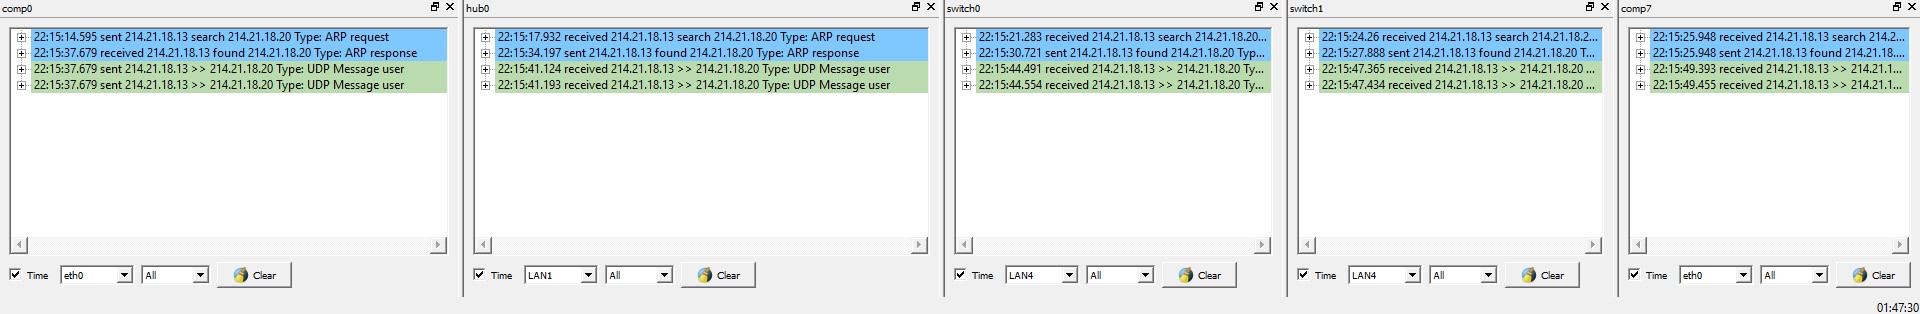 comp0
22:15:14.595 sent 214.21.18.13 search 214.21.18.20 Type: ARP request
22:15:37.679 received 214.21.18.13 found 214.21.18.20 Type: ARP response
22:15:37.679 sent 214.21.18.13 >> 214.21.18.20 Type: UDP Message user
22:15:37.679 sent 214.21.18.13 >> 214.21.18.20 Type: UDP Message user
Time eth0 All Clear
hub0
22:15:17.932 received 214.21.18.13 search 214.21.18.20 Type: ARP request
22:15:34.197 sent 214.21.18.13 found 214.21.18.20 Type: ARP response
22:15:41.124 received 214.21.18.13 >> 214.21.18.20 Type: UDP Message user
22:15:41.193 received 214.21.18.13 >> 214.21.18.20 Type: UDP Message user
Time LAN1 All Clear
switch0
22:15:21.283 received 214.21.18.13 search 214.21.18.20...
22:15:30.721 sent 214.21.18.13 found 214.21.18.20 Typ...
22:15:44.491 received 214.21.18.13 >> 214.21.18.20 Ty...
22:15:44.554 received 214.21.18.13 >> 214.21.18.20 Ty...
Time LAN4 All Clear
switch1
22:15:24.26 received 214.21.18.13 search 214.21.18.2...
22:15:27.888 sent 214.21.18.13 found 214.21.18.20 T...
22:15:47.365 received 214.21.18.13 >> 214.21.18.20 ...
22:15:47.434 received 214.21.18.13 >> 214.21.18.20 ...
Time LAN4 All Clear
comp7
22:15:25.948 received 214.21.18.13 search 214.2...
22:15:25.948 sent 214.21.18.13 found 214.21.18....
22:15:49.393 received 214.21.18.13 >> 214.21.1...
22:15:49.455 received 214.21.18.13 >> 214.21.1...
Time eth0 All Clear
01:47:30